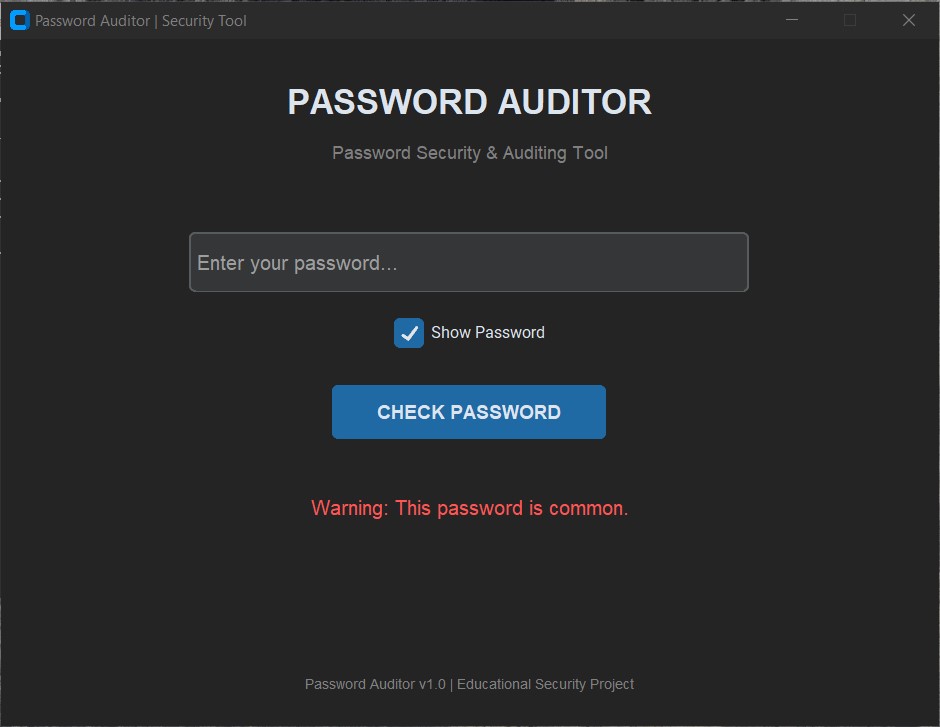 Password Auditor | Security Tool
PASSWORD AUDITOR
Password Security & Auditing Tool
Enter your password...
Show Password
CHECK PASSWORD
Warning: This password is common.
Password Auditor v1.0 | Educational Security Project